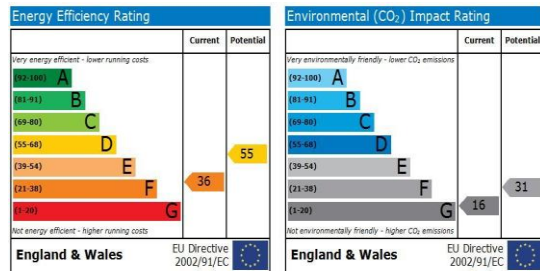 Energy Efficiency Rating
Current Potential
Very energy efficient - lower running costs
(92-100) A
(81-91) B
(69-80) C
(55-68) D
55
(39-54) E
(21-38) F
36
(1-20) G
Not energy efficient - higher running costs
England & Wales
EU Directive
2002/91/EC
Environmental (CO₂) Impact Rating
Current Potential
Very environmentally friendly - lower CO₂ emissions
(92-100) A
(81-91) B
(69-80) C
(55-68) D
(39-54) E
(21-38) F
31
(1-20) G
16
Not environmentally friendly - higher CO₂ emissions
England & Wales
EU Directive
2002/91/EC